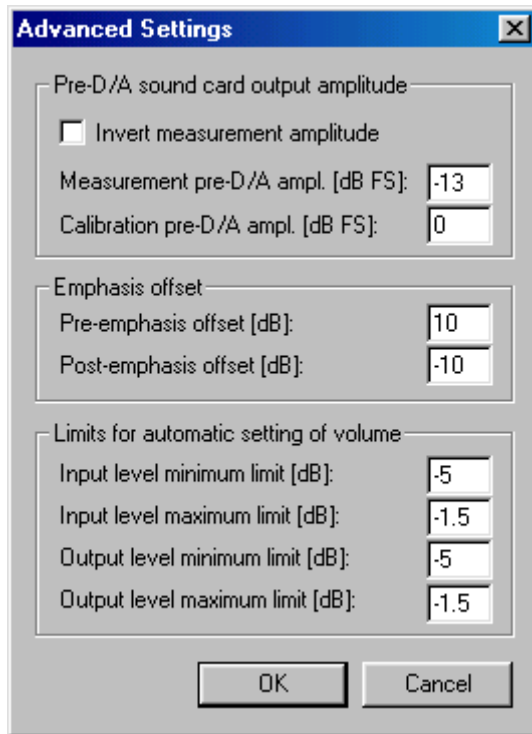 Advanced Settings
Pre-D/A sound card output amplitude
Invert measurement amplitude
Measurement pre-D/A ampl. [dB FS]: -13
Calibration pre-D/A ampl. [dB FS]: 0
Emphasis offset
Pre-emphasis offset [dB]: 10
Post-emphasis offset [dB]: -10
Limits for automatic setting of volume
Input level minimum limit [dB]: -5
Input level maximum limit [dB]: -1.5
Output level minimum limit [dB]: -5
Output level maximum limit [dB]: -1.5
OK Cancel